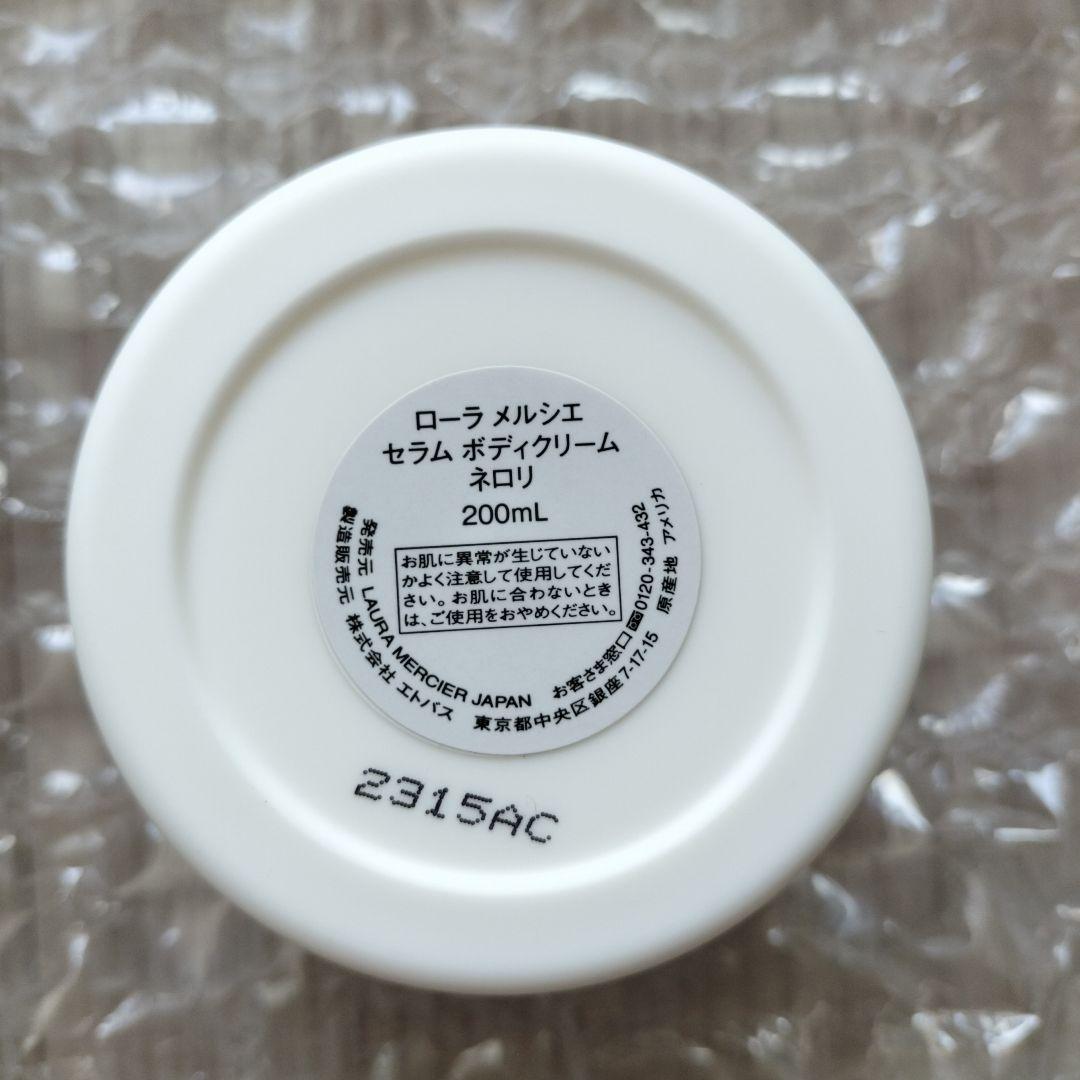 ローラ メルシエ
セラム ボディクリーム
ネロリ
200mL
お肌に異常が生じていない
かよく注意して使用してくだ
さい。お肌に合わないとき
は、ご使用をおやめください。
発売元 LAURA MERCIER JAPAN お客さま窓口 0120-343-432
製造販売元 株式会社 エトバス 東京都中央区銀座7-17-15 原産地 アメリカ
2315AC